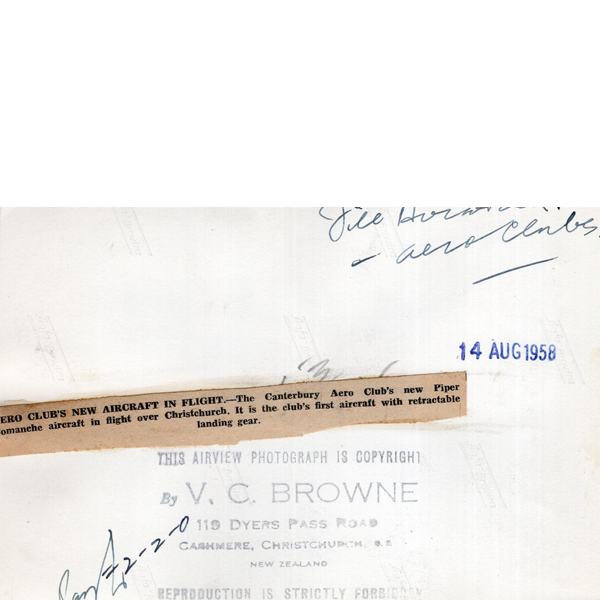 File
- aero clubs
14 AUG 1958
ERO CLUB'S NEW AIRCRAFT IN FLIGHT.—The Canterbury Aero Club's new Piper
omanche aircraft in flight over Christchurch. It is the club's first aircraft with retractable
landing gear.
THIS AIRVIEW PHOTOGRAPH IS COPYRIGHT
By V. C. BROWNE
119 DYERS PASS ROAD
CASHMERE, CHRISTCHURCH, N.Z.
NEW ZEALAND
2-2-0
REPRODUCTION IS STRICTLY FORBIDDEN